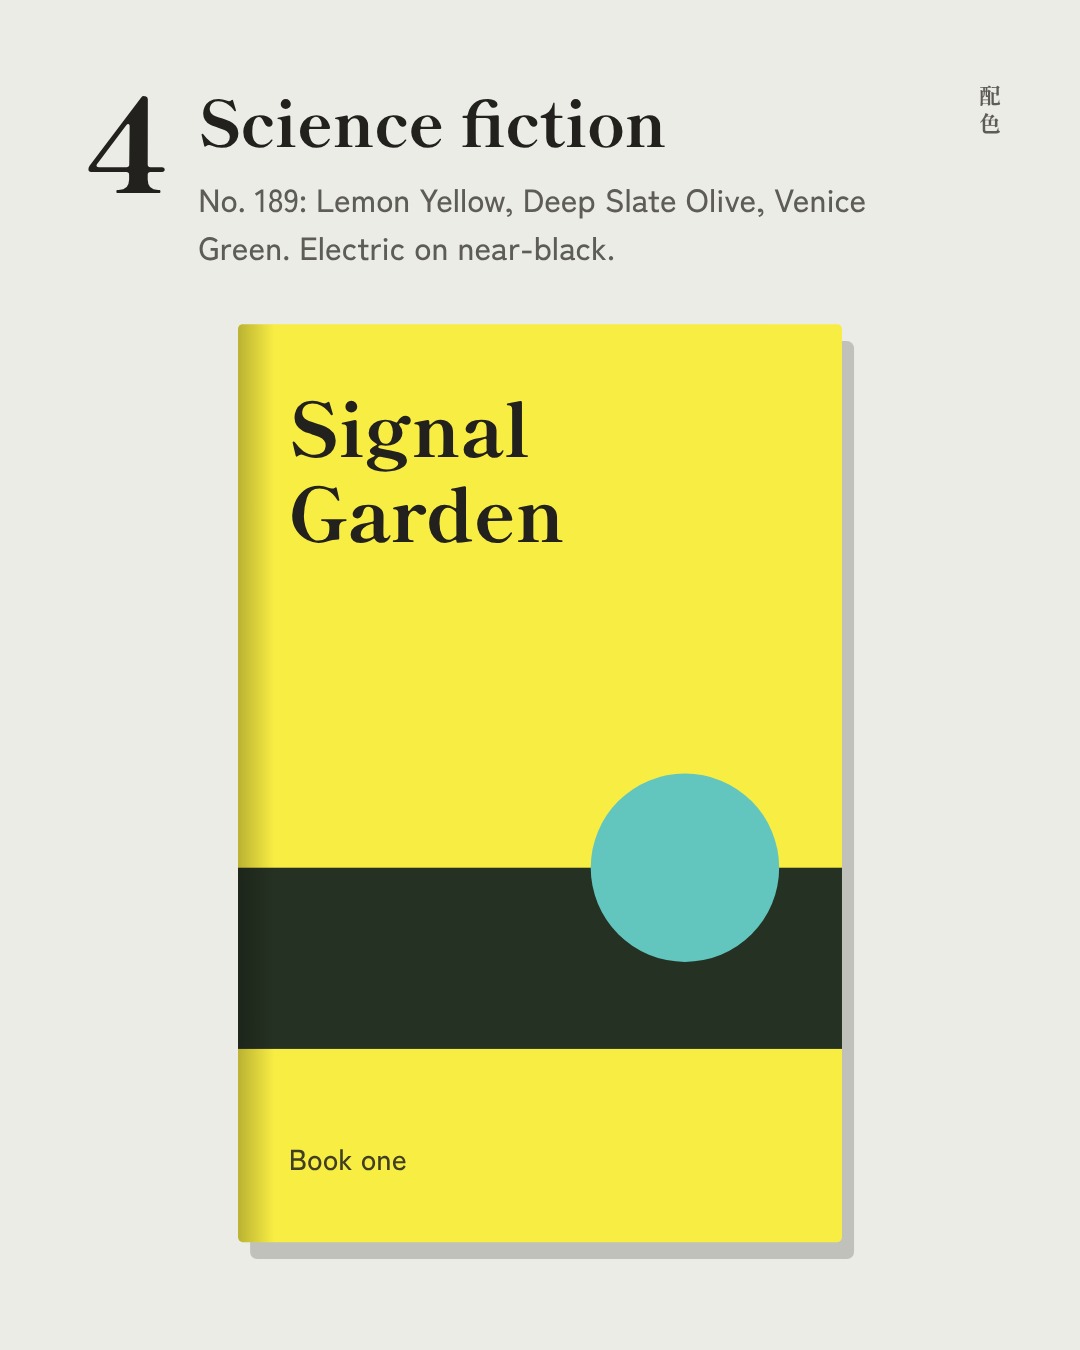 4
Science fiction
配色
No. 189: Lemon Yellow, Deep Slate Olive, Venice
Green. Electric on near-black.
Signal
Garden
Book one